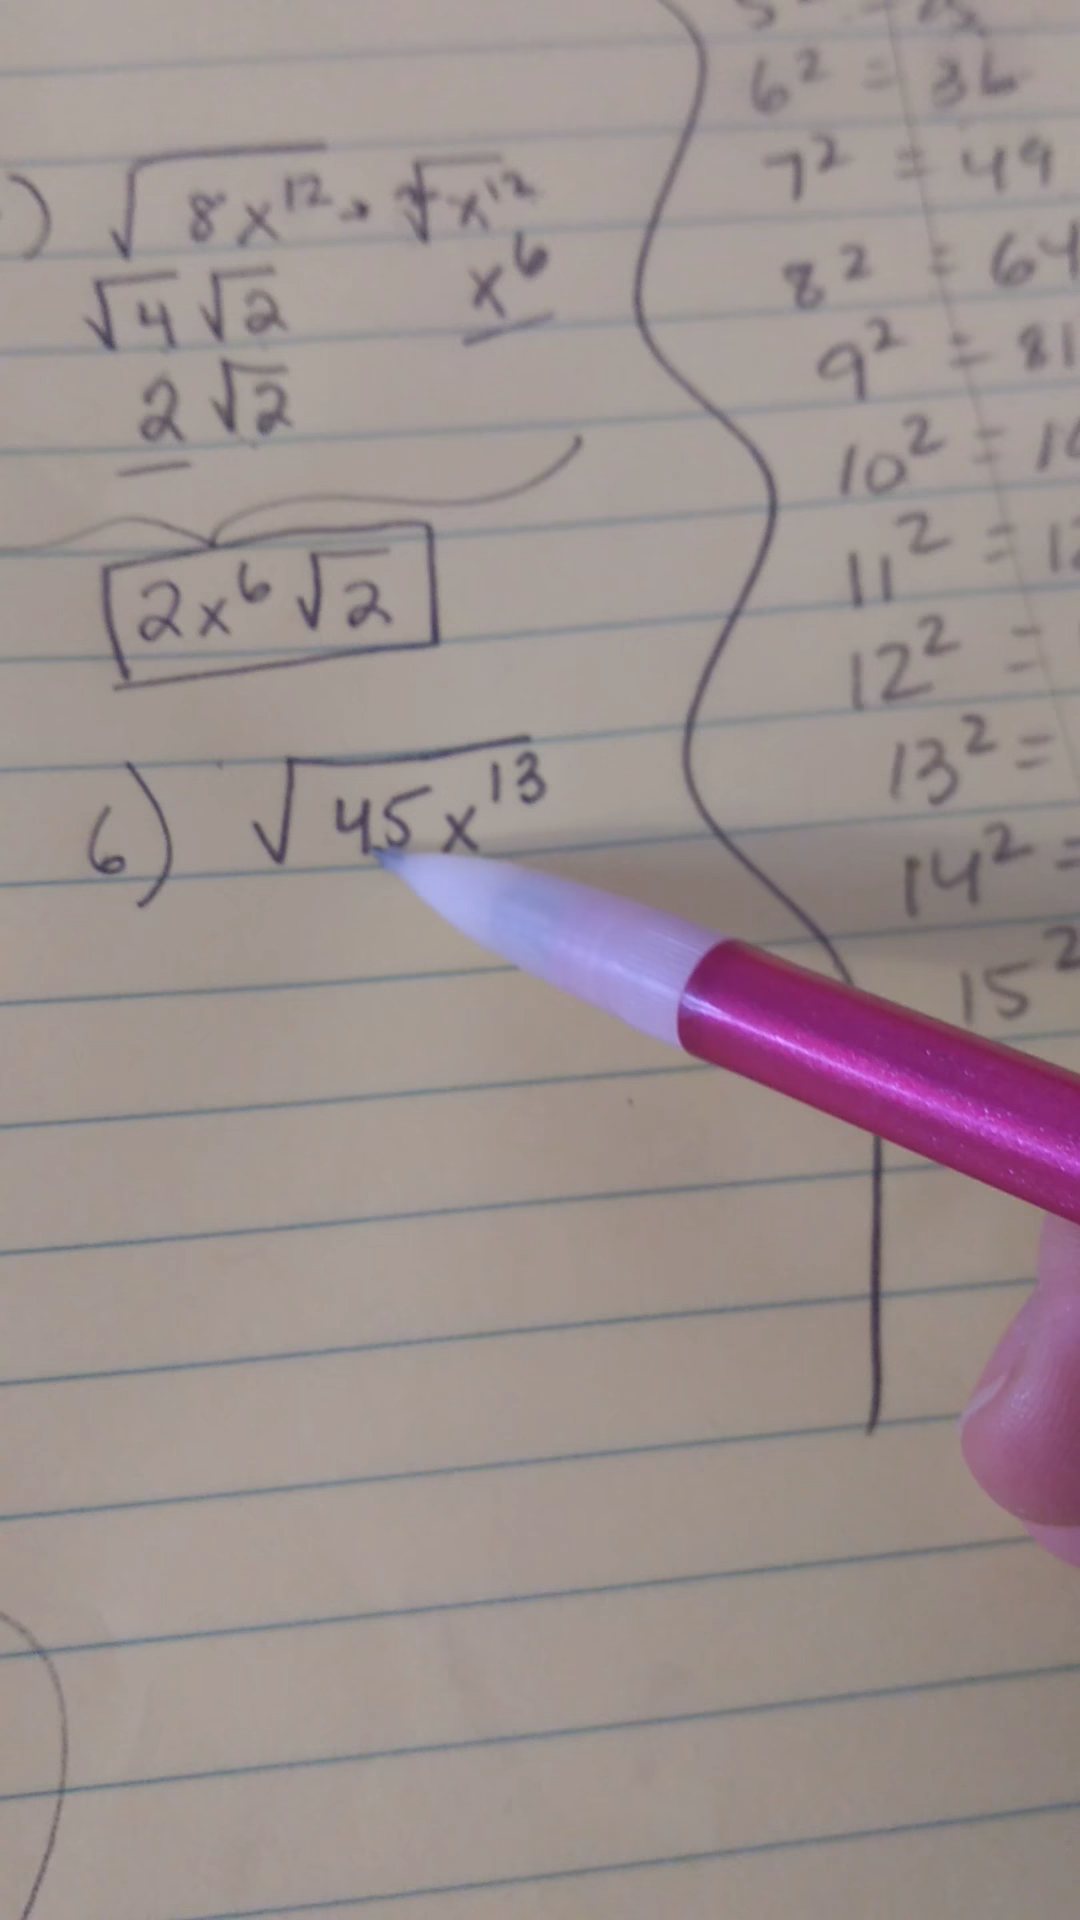 ) √8x¹² → √x¹²
√4 √2 x⁶
2 √2
2x⁶ √2
6) √45x¹³
6² = 36
7² = 49
8² = 64
9² = 81
10² =
11² =
12² =
13² =
14² =
15²